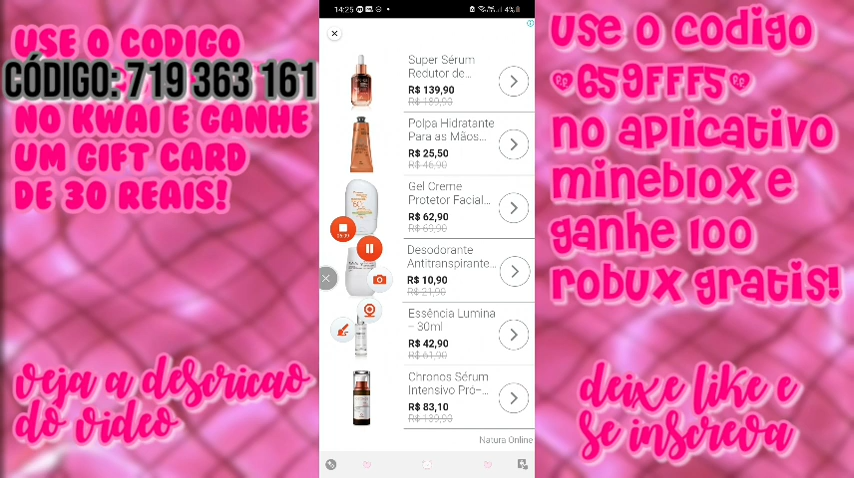 USE O CODIGO
CÓDIGO: 719 363 161
NO KWAI E GANHE
UM GIFT CARD
DE 30 REAIS!
veja a descricao
do video
14:25
4%
Super Sérum
Redutor de...
R$ 139,90
R$ 189,90
Polpa Hidratante
Para as Mãos...
R$ 25,50
R$ 46,90
Gel Creme
Protetor Facial...
R$ 62,90
R$ 69,90
Desodorante
Antitranspirante...
R$ 10,90
R$ 21,90
Essência Lumina
– 30ml
R$ 42,90
R$ 61,90
Chronos Sérum
Intensivo Pró–...
R$ 83,10
R$ 139,90
Natura Online
use o codigo
659FFF5
no aplicativo
mineblox e
ganhe 100
robux gratis!
deixe like e
se inscreva